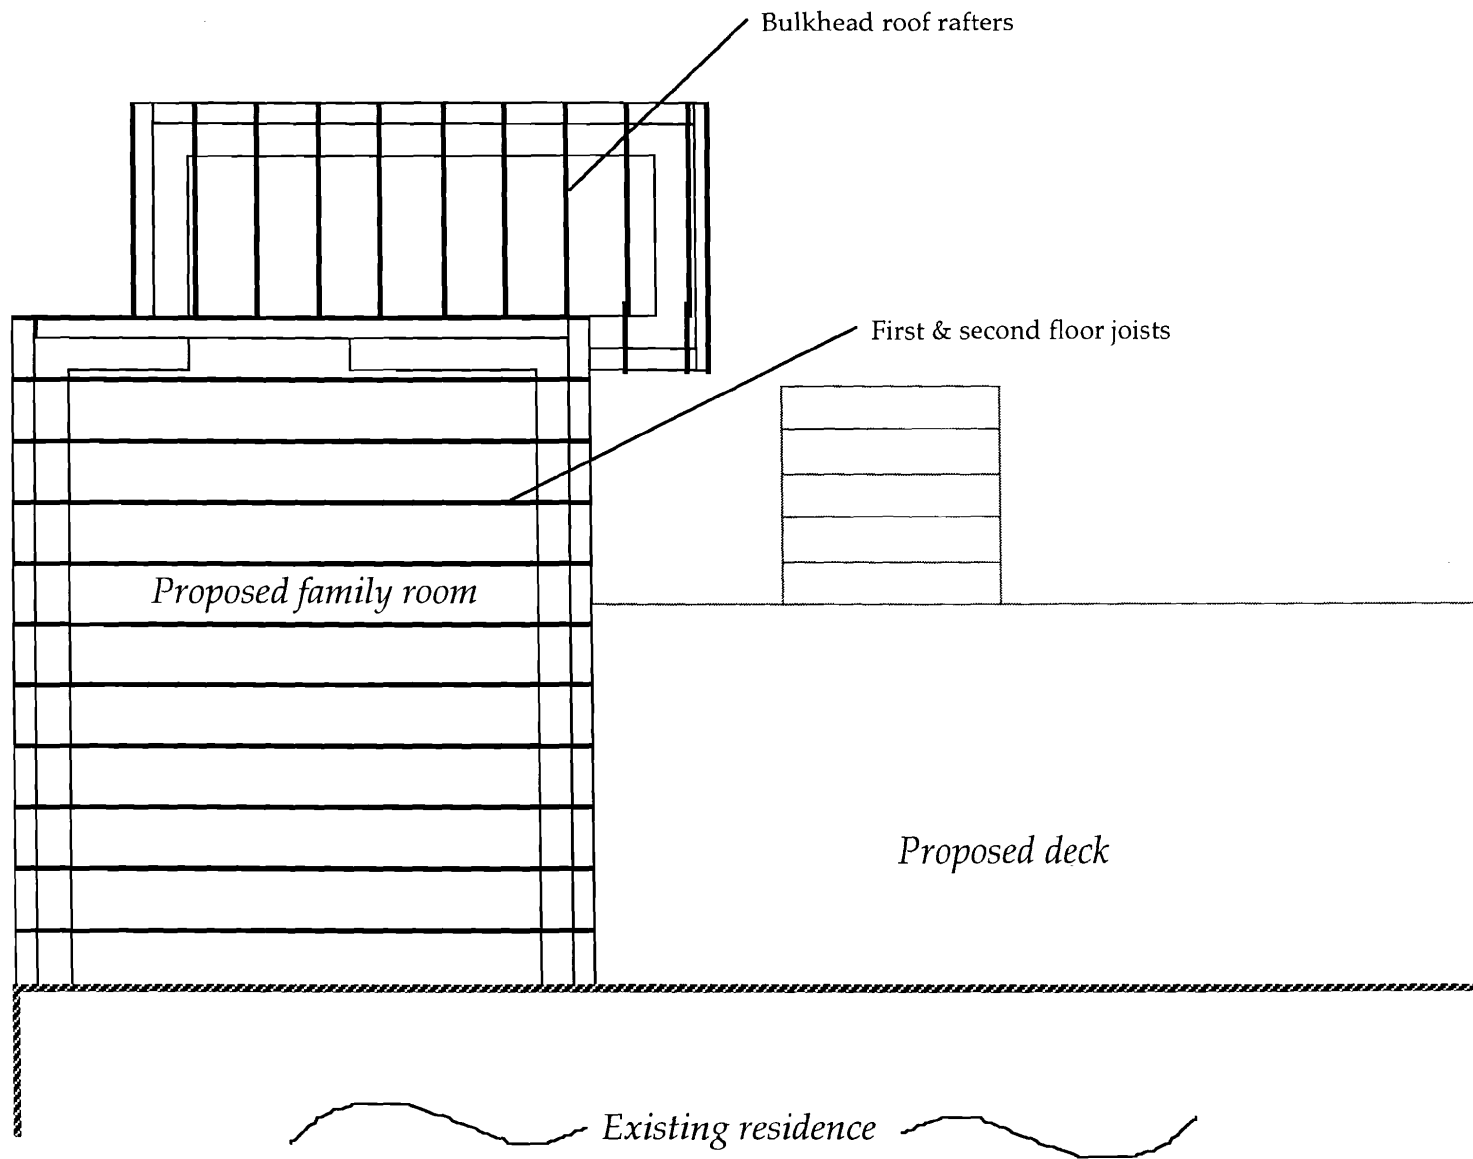 Bulkhead roof rafters
First & second floor joists
Proposed family room
Proposed deck
Existing residence